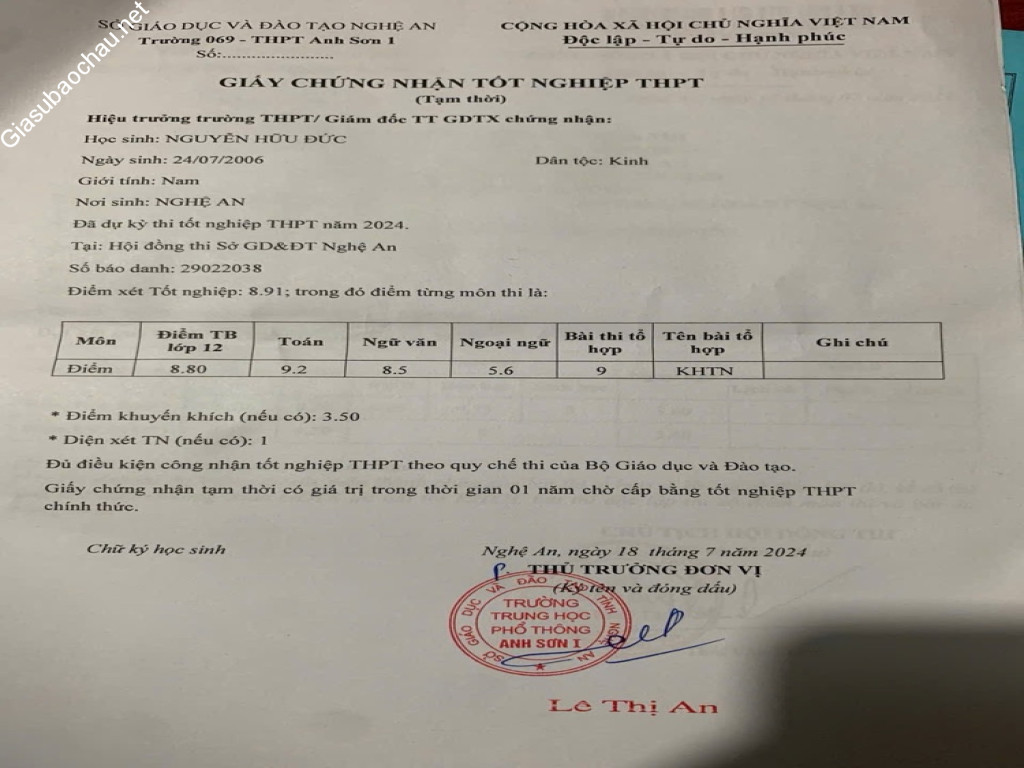 Giasubaochau.net
SỞ GIÁO DỤC VÀ ĐÀO TẠO NGHỆ AN
Trường 069 - THPT Anh Sơn 1
Số:.......................
CỘNG HÒA XÃ HỘI CHỦ NGHĨA VIỆT NAM
Độc lập - Tự do - Hạnh phúc
GIẤY CHỨNG NHẬN TỐT NGHIỆP THPT
(Tạm thời)
Hiệu trưởng trường THPT/ Giám đốc TT GDTX chứng nhận:
Học sinh: NGUYỄN HỮU ĐỨC
Ngày sinh: 24/07/2006 Dân tộc: Kinh
Giới tính: Nam
Nơi sinh: NGHỆ AN
Đã dự kỳ thi tốt nghiệp THPT năm 2024.
Tại: Hội đồng thi Sở GD&ĐT Nghệ An
Số báo danh: 29022038
Điểm xét Tốt nghiệp: 8.91; trong đó điểm từng môn thi là:
Môn Điểm TB lớp 12 Toán Ngữ văn Ngoại ngữ Bài thi tổ hợp Tên bài tổ hợp Ghi chú
Điểm 8.80 9.2 8.5 5.6 9 KHTN
* Điểm khuyến khích (nếu có): 3.50
* Diện xét TN (nếu có): 1
Đủ điều kiện công nhận tốt nghiệp THPT theo quy chế thi của Bộ Giáo dục và Đào tạo.
Giấy chứng nhận tạm thời có giá trị trong thời gian 01 năm chờ cấp bằng tốt nghiệp THPT
chính thức.
Chữ ký học sinh
Nghệ An, ngày 18 tháng 7 năm 2024
P. THỦ TRƯỞNG ĐƠN VỊ
(Ký tên và đóng dấu)
SỞ GIÁO DỤC VÀ ĐÀO TẠO TỈNH NGHỆ AN
TRƯỜNG
TRUNG HỌC
PHỔ THÔNG
ANH SƠN I
Lê Thị An